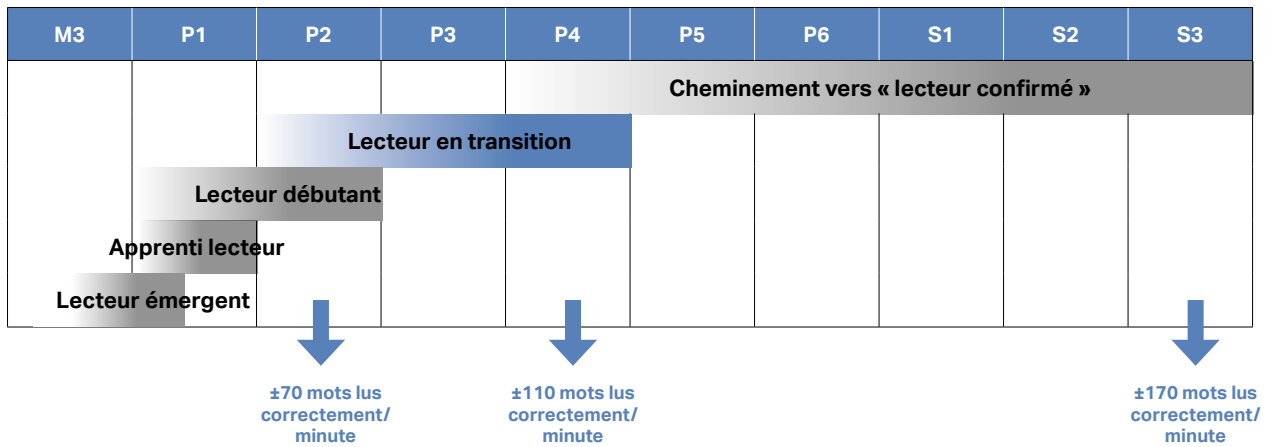 M3 P1 P2 P3 P4 P5 P6 S1 S2 S3
Cheminement vers « lecteur confirmé »
Lecteur en transition
Lecteur débutant
Apprenti lecteur
Lecteur émergent
±70 mots lus
correctement/
minute
±110 mots lus
correctement/
minute
±170 mots lus
correctement/
minute